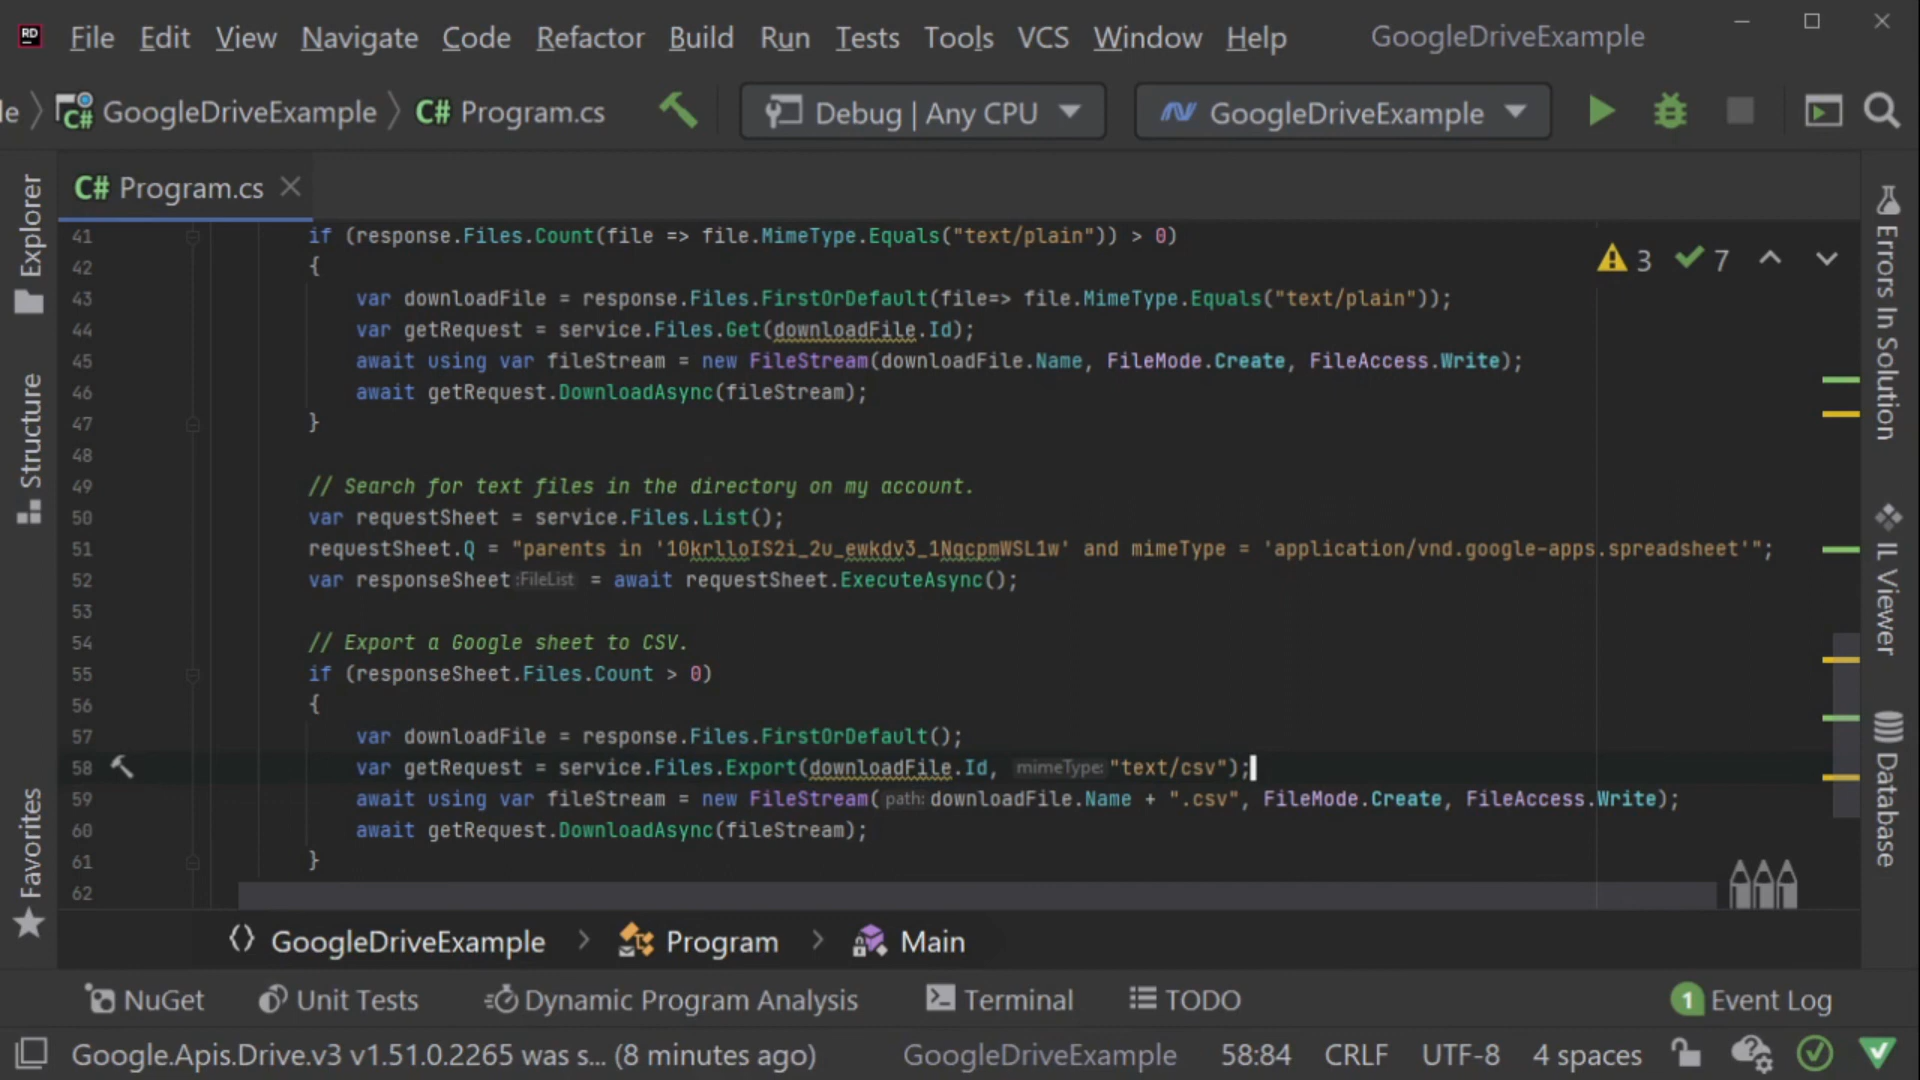 RD File Edit View Navigate Code Refactor Build Run Tests Tools VCS Window Help GoogleDriveExample
le GoogleDriveExample C# Program.cs Debug | Any CPU GoogleDriveExample
C# Program.cs
Explorer
Structure
Favorites
3 7
41 if (response.Files.Count(file => file.MimeType.Equals("text/plain")) > 0)
42 {
43 var downloadFile = response.Files.FirstOrDefault(file=> file.MimeType.Equals("text/plain"));
44 var getRequest = service.Files.Get(downloadFile.Id);
45 await using var fileStream = new FileStream(downloadFile.Name, FileMode.Create, FileAccess.Write);
46 await getRequest.DownloadAsync(fileStream);
47 }
48
49 // Search for text files in the directory on my account.
50 var requestSheet = service.Files.List();
51 requestSheet.Q = "parents in '10krlloIS2i_2u_ewkdv3_1NqcpmWSL1w' and mimeType = 'application/vnd.google-apps.spreadsheet'";
52 var responseSheet :FileList = await requestSheet.ExecuteAsync();
53
54 // Export a Google sheet to CSV.
55 if (responseSheet.Files.Count > 0)
56 {
57 var downloadFile = response.Files.FirstOrDefault();
58 var getRequest = service.Files.Export(downloadFile.Id, mimeType: "text/csv");
59 await using var fileStream = new FileStream( path: downloadFile.Name + ".csv", FileMode.Create, FileAccess.Write);
60 await getRequest.DownloadAsync(fileStream);
61 }
62
Errors In Solution
IL Viewer
Database
GoogleDriveExample Program Main
NuGet Unit Tests Dynamic Program Analysis Terminal TODO 1 Event Log
Google.Apis.Drive.v3 v1.51.0.2265 was s... (8 minutes ago) GoogleDriveExample 58:84 CRLF UTF-8 4 spaces